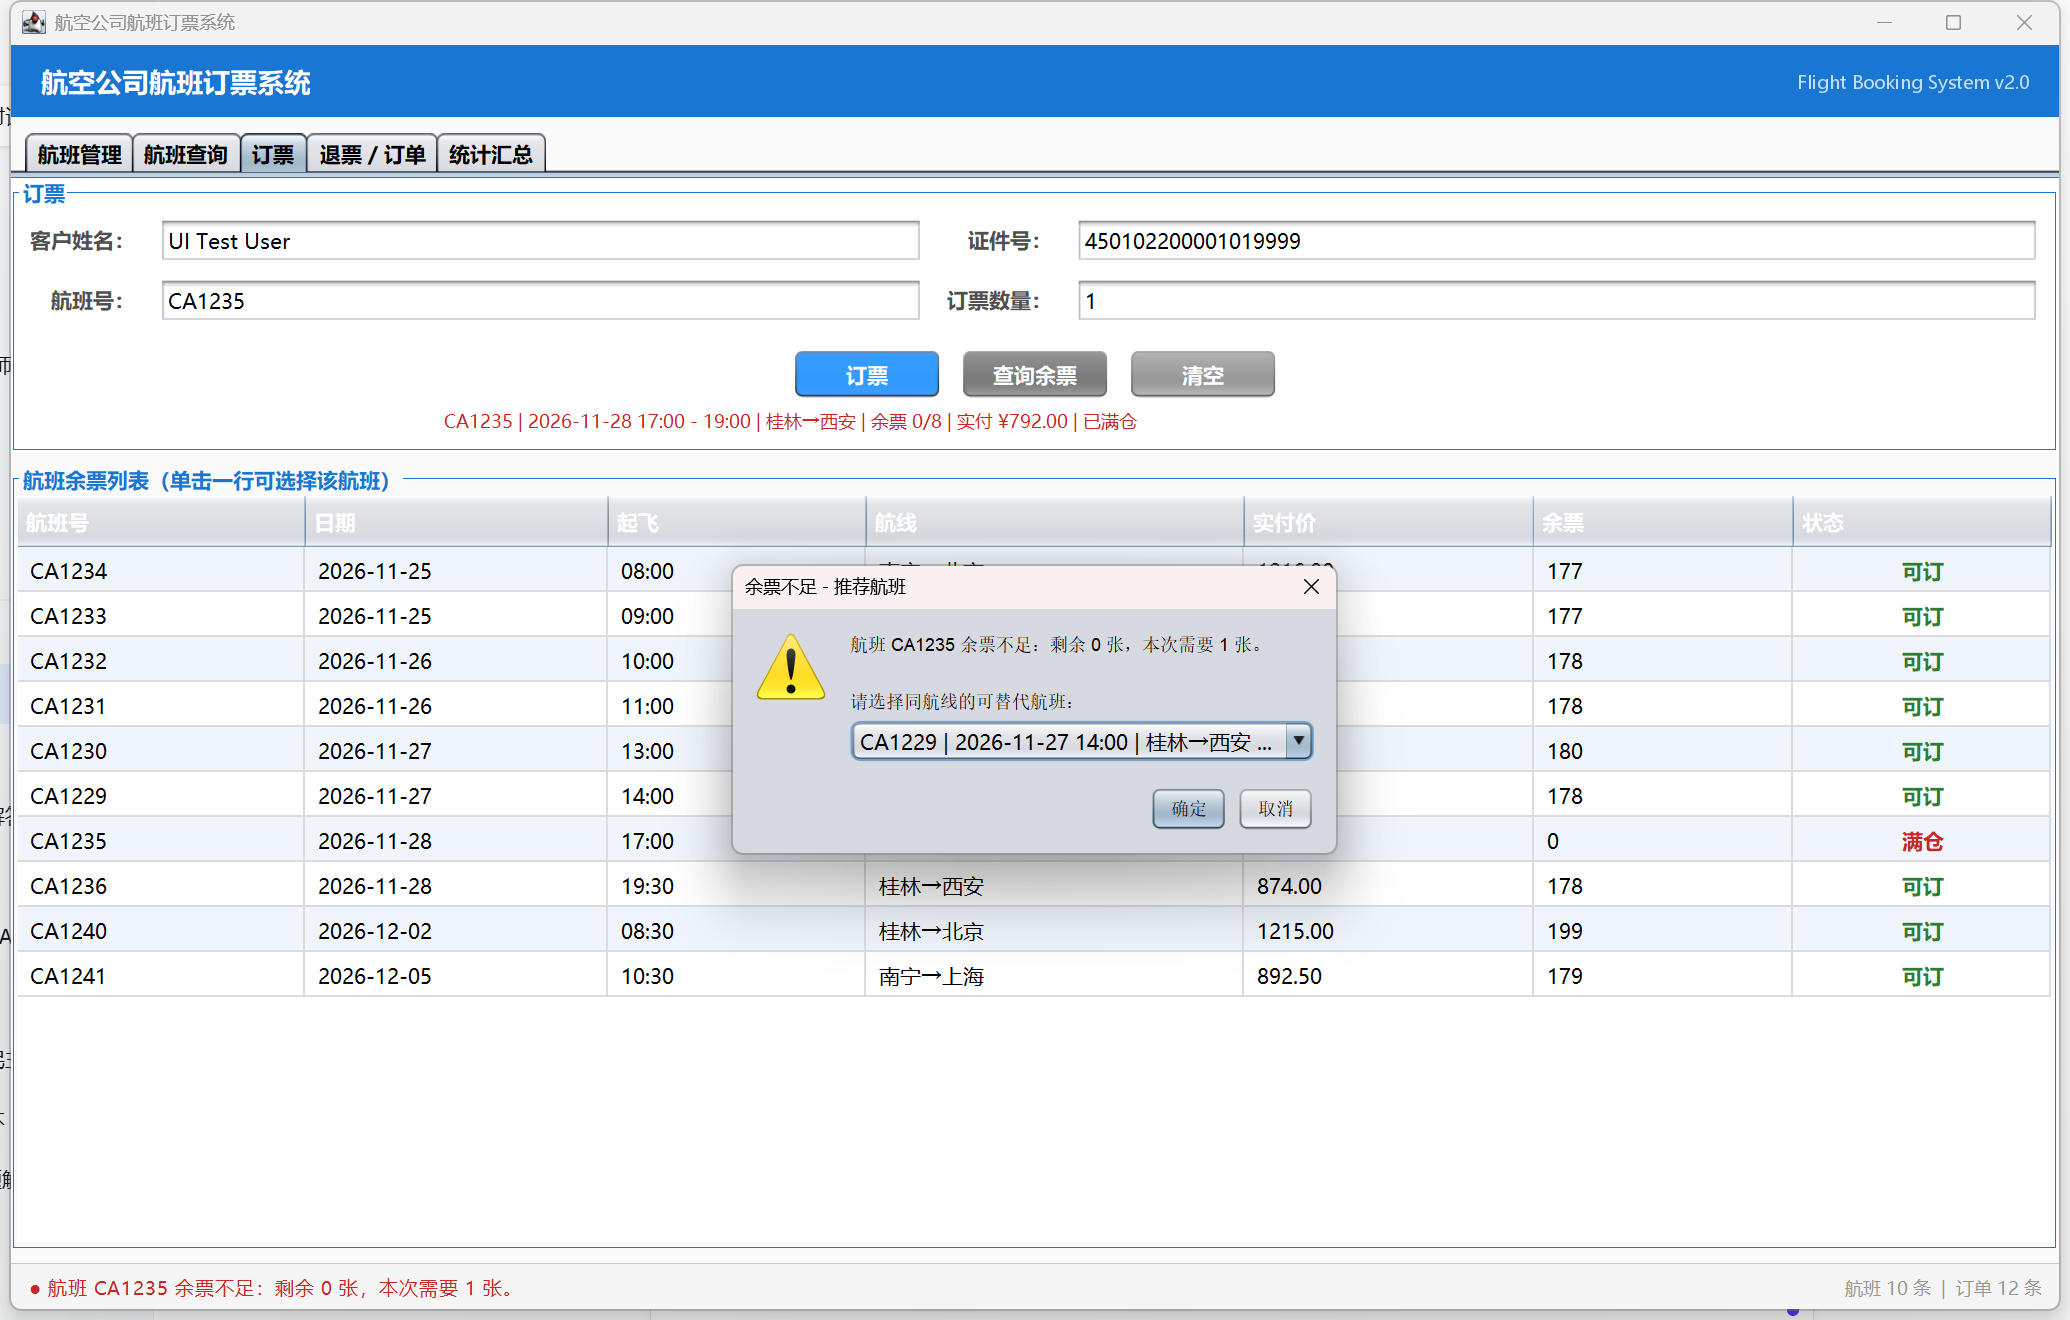 航空公司航班订票系统
航空公司航班订票系统
Flight Booking System v2.0
航班管理 航班查询 订票 退票 / 订单 统计汇总
订票
客户姓名： UI Test User 证件号： 450102200001019999
航班号： CA1235 订票数量： 1
订票 查询余票 清空
CA1235 | 2026-11-28 17:00 - 19:00 | 桂林→西安 | 余票 0/8 | 实付 ¥792.00 | 已满仓
航班余票列表（单击一行可选择该航班）
航班号 日期 起飞 航线 实付价 余票 状态
CA1234 2026-11-25 08:00 177 可订
CA1233 2026-11-25 09:00 177 可订
CA1232 2026-11-26 10:00 178 可订
CA1231 2026-11-26 11:00 178 可订
CA1230 2026-11-27 13:00 180 可订
CA1229 2026-11-27 14:00 178 可订
CA1235 2026-11-28 17:00 0 满仓
CA1236 2026-11-28 19:30 桂林→西安 874.00 178 可订
CA1240 2026-12-02 08:30 桂林→北京 1215.00 199 可订
CA1241 2026-12-05 10:30 南宁→上海 892.50 179 可订
余票不足 - 推荐航班
航班 CA1235 余票不足：剩余 0 张，本次需要 1 张。
请选择同航线的可替代航班：
CA1229 | 2026-11-27 14:00 | 桂林→西安 ...
确定 取消
● 航班 CA1235 余票不足：剩余 0 张，本次需要 1 张。
航班 10 条 | 订单 12 条